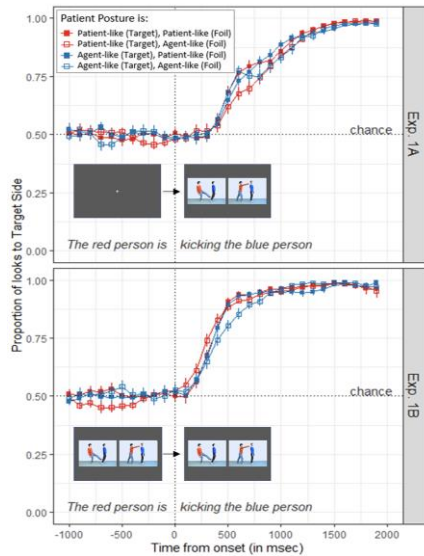 Patient Posture is:
Patient-like (Target), Patient-like (Foil)
Patient-like (Target), Agent-like (Foil)
Agent-like (Target), Patient-like (Foil)
Agent-like (Target), Agent-like (Foil)
1.00
0.75
0.50
0.25
0.00
chance
The red person is kicking the blue person
Exp. 1A
Proportion of looks to Target Side
1.00
0.75
0.50
0.25
0.00
chance
The red person is kicking the blue person
Exp. 1B
-1000 -500 0 500 1000 1500 2000
Time from onset (in msec)